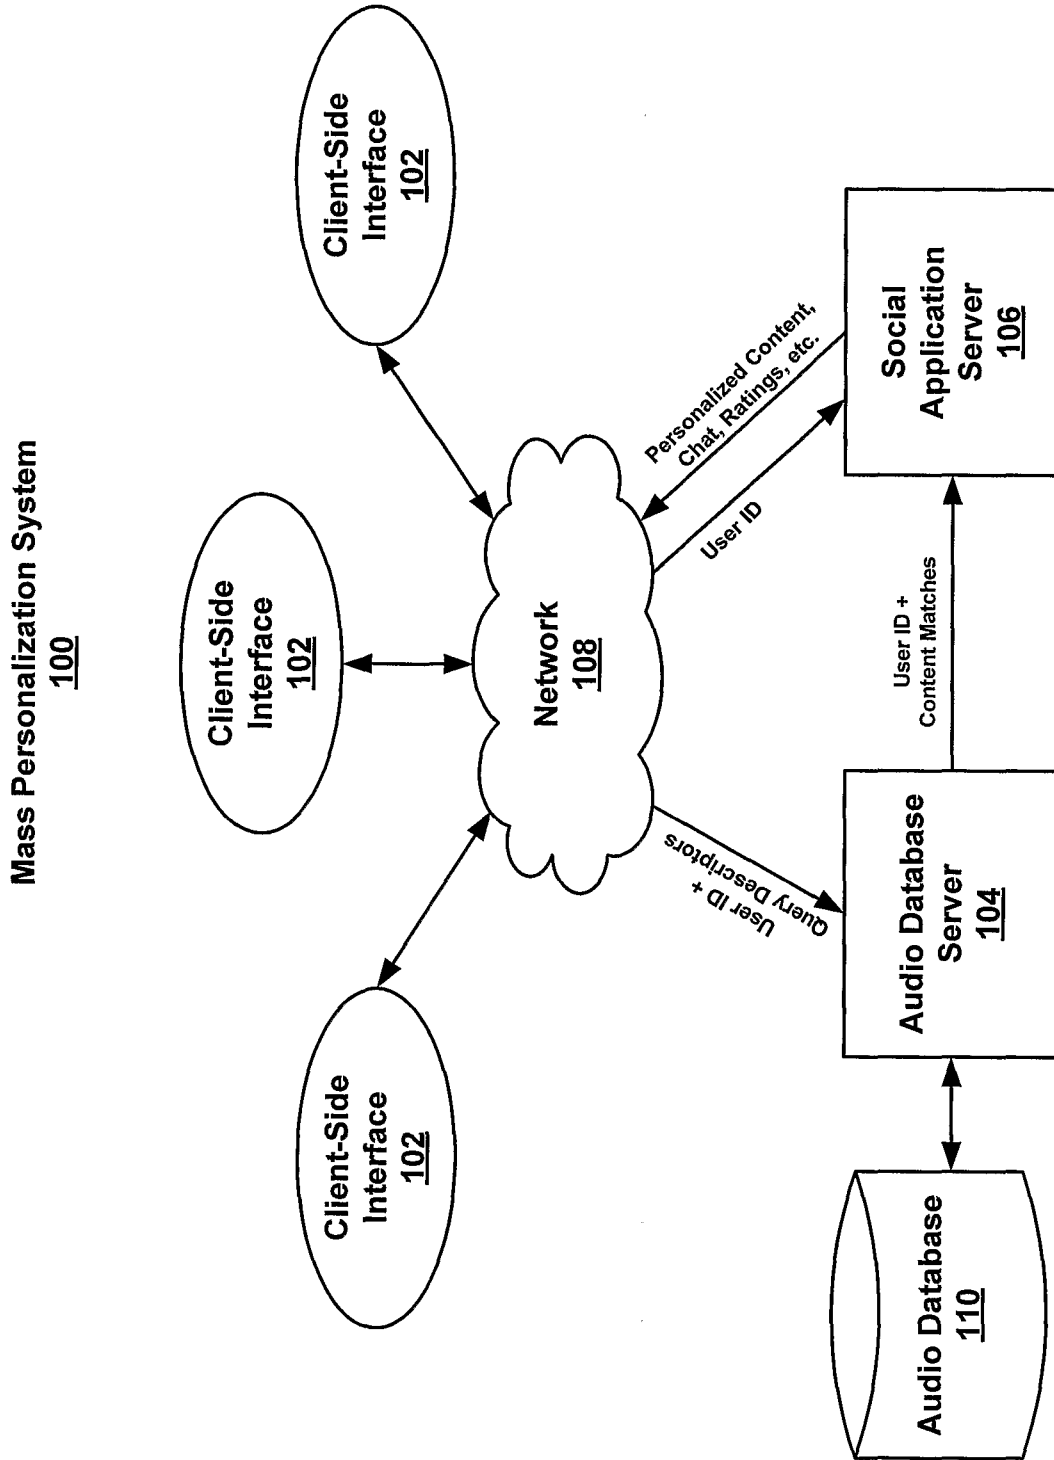 Mass Personalization System
100
Client-Side
Interface
102
Client-Side
Interface
102
Client-Side
Interface
102
Network
108
User ID +
Query Descriptors
User ID
Personalized Content,
Chat, Ratings, etc.
Audio Database
110
Audio Database
Server
104
User ID +
Content Matches
Social
Application
Server
106